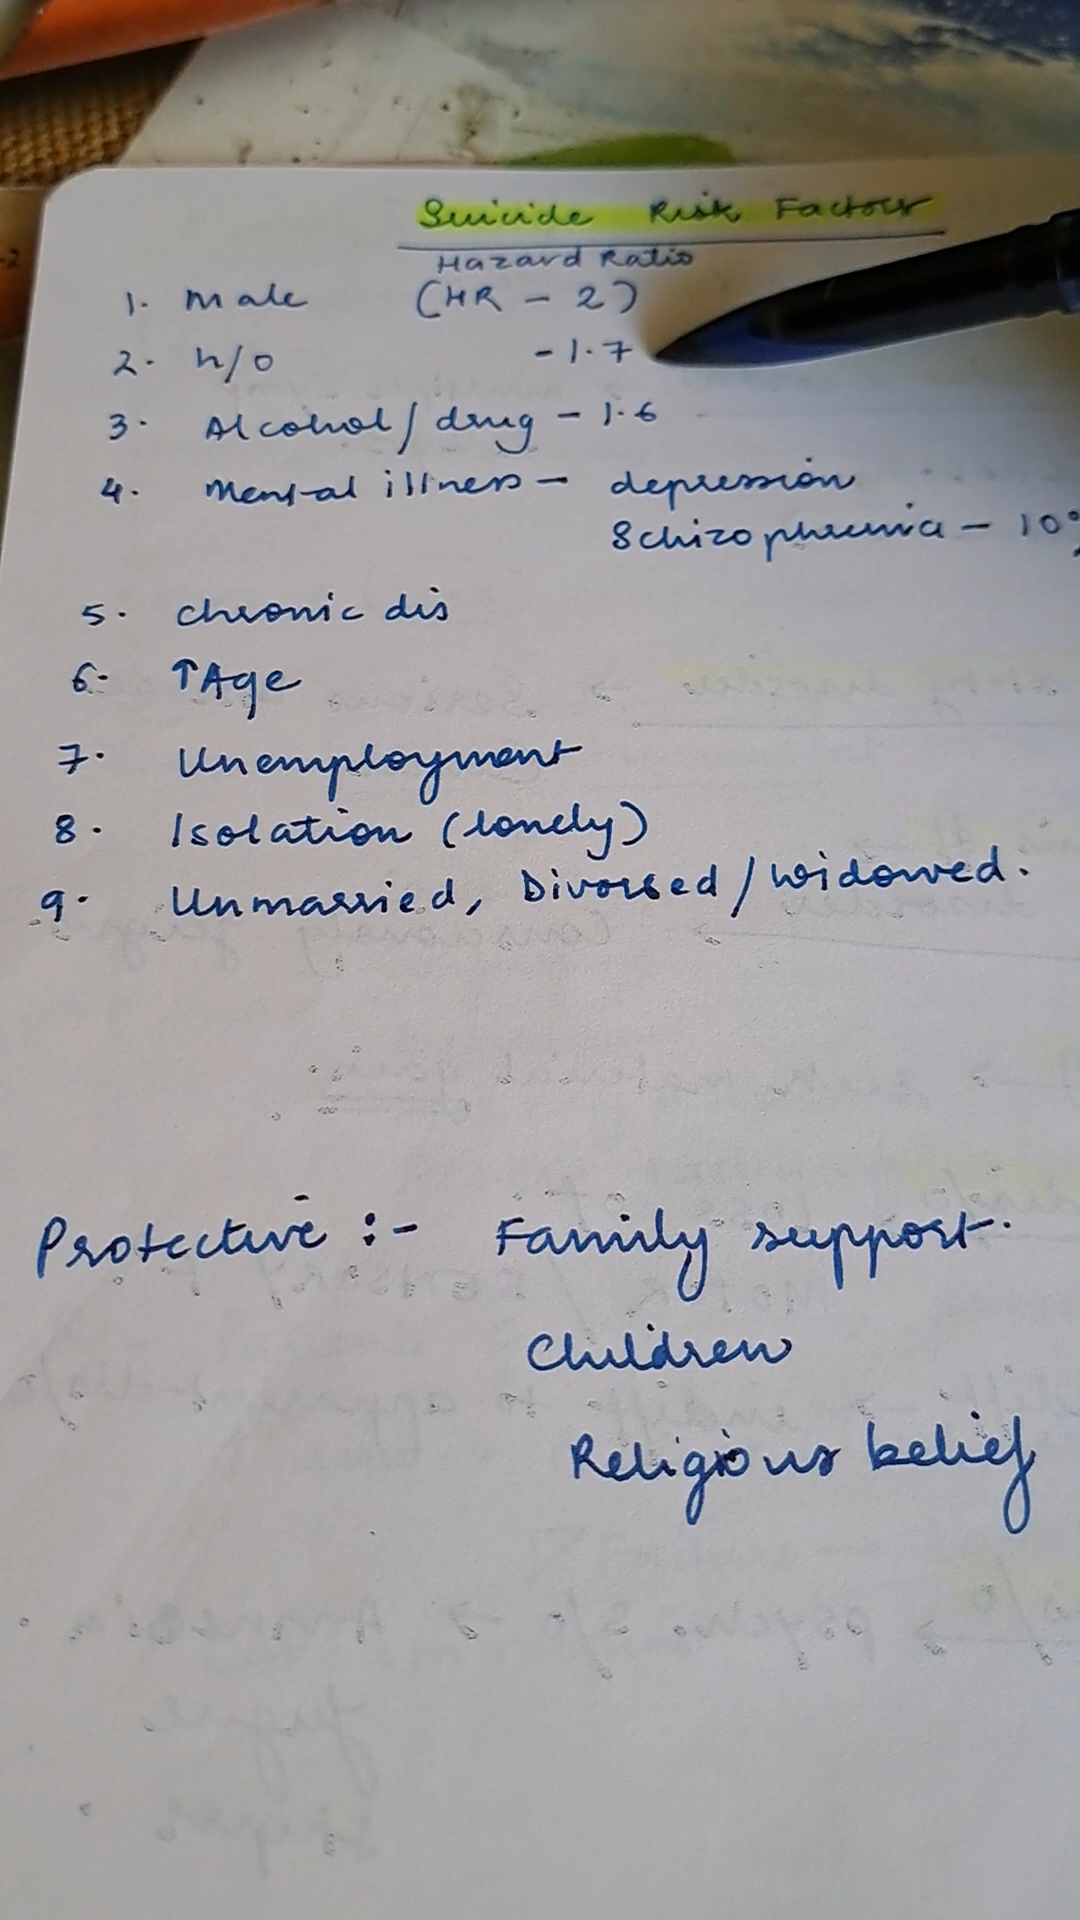 Suicide Risk Factors
Hazard Ratio
1. Male (HR - 2)
2. h/o - 1.7
3. Alcohol/drug - 1.6
4. Mental illness - depression
Schizophrenia - 10%
5. chronic dis
6. ↑Age
7. Unemployment
8. Isolation (lonely)
9. Unmarried, Divorsed/widowed.
Protective :- Family support.
Children
Religious belief